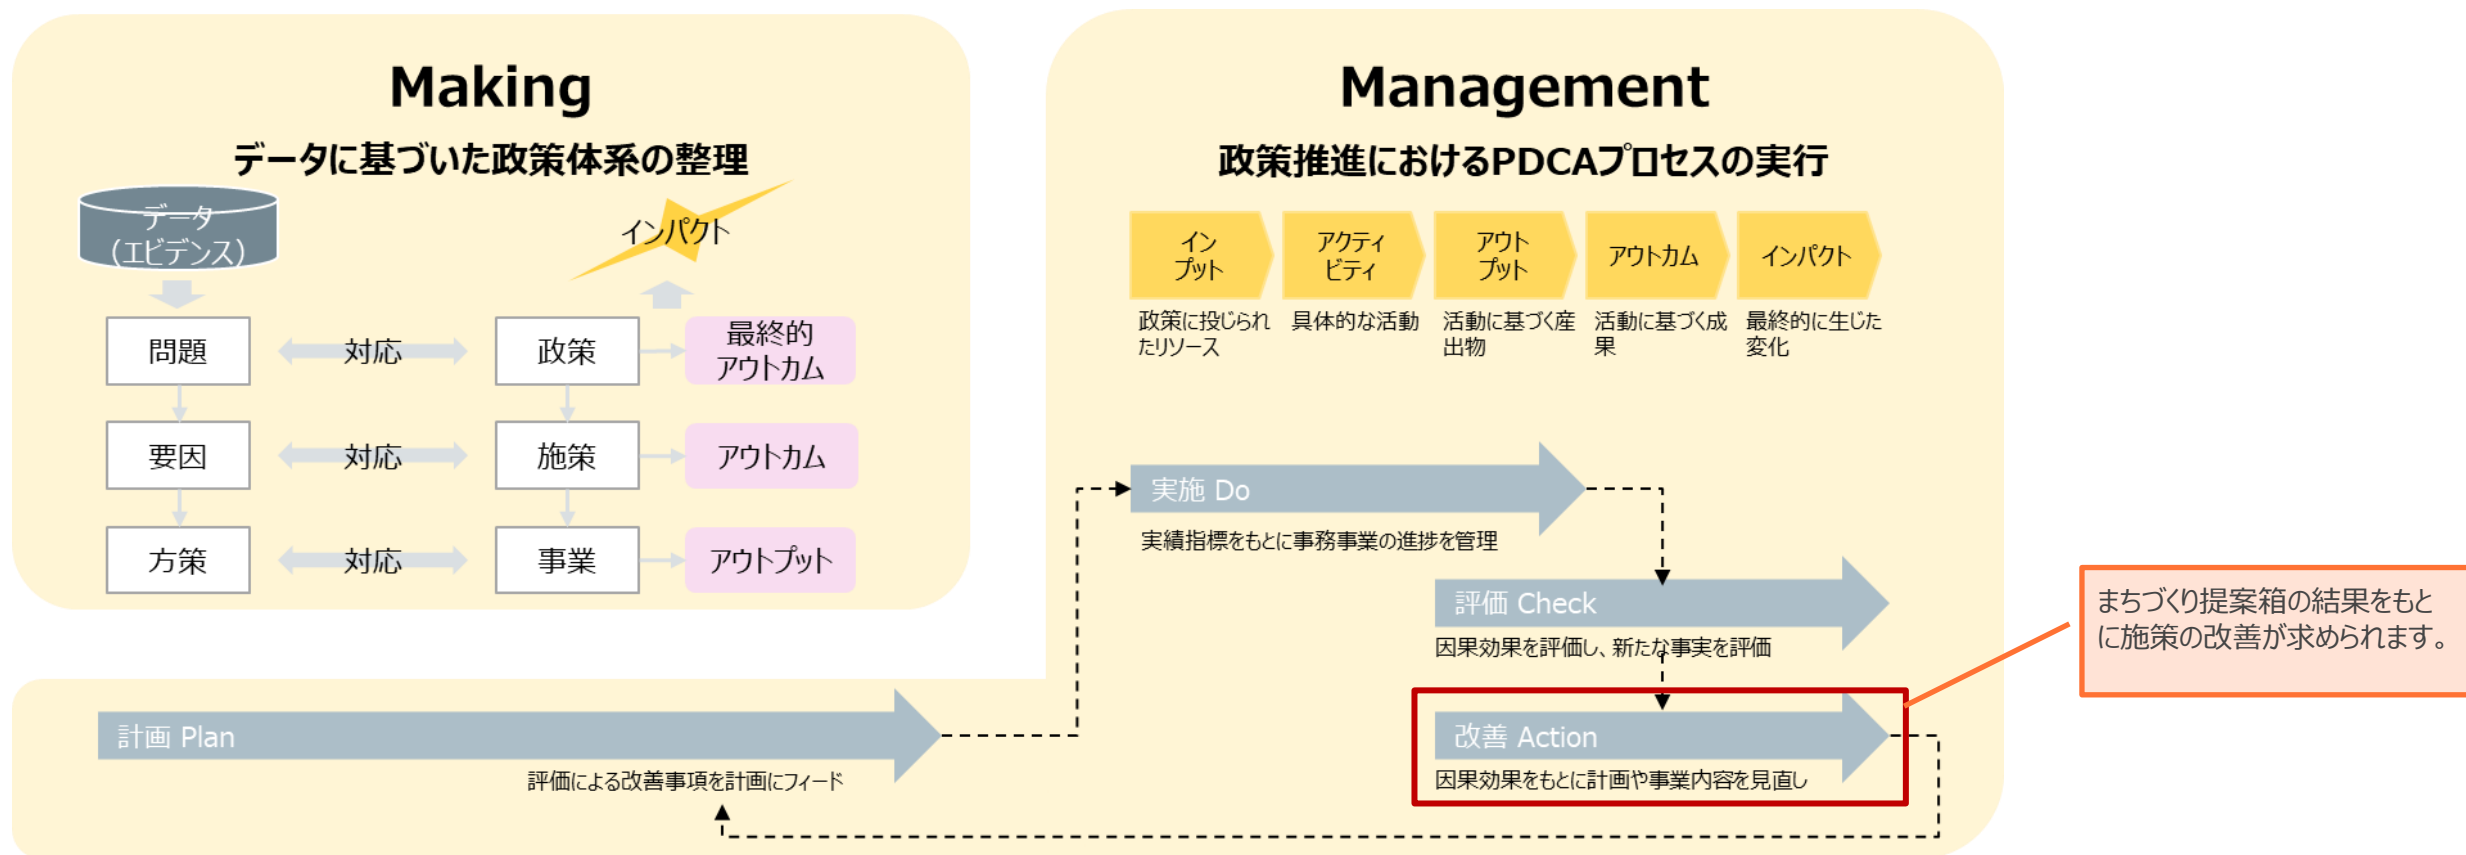 Making
データに基づいた政策体系の整理
データ
(エビデンス)
インパクト
問題
対応
政策
最終的
アウトカム
要因
対応
施策
アウトカム
方策
対応
事業
アウトプット
Management
政策推進におけるPDCAプロセスの実行
イン
プット
アクティ
ビティ
アウト
プット
アウトカム
インパクト
政策に投じられ
たリソース
具体的な活動
活動に基づく産
出物
活動に基づく成
果
最終的に生じた
変化
実施 Do
実績指標をもとに事務事業の進捗を管理
評価 Check
因果効果を評価し、新たな事実を評価
改善 Action
因果効果をもとに計画や事業内容を見直し
計画 Plan
評価による改善事項を計画にフィード
まちづくり提案箱の結果をもと
に施策の改善が求められます。